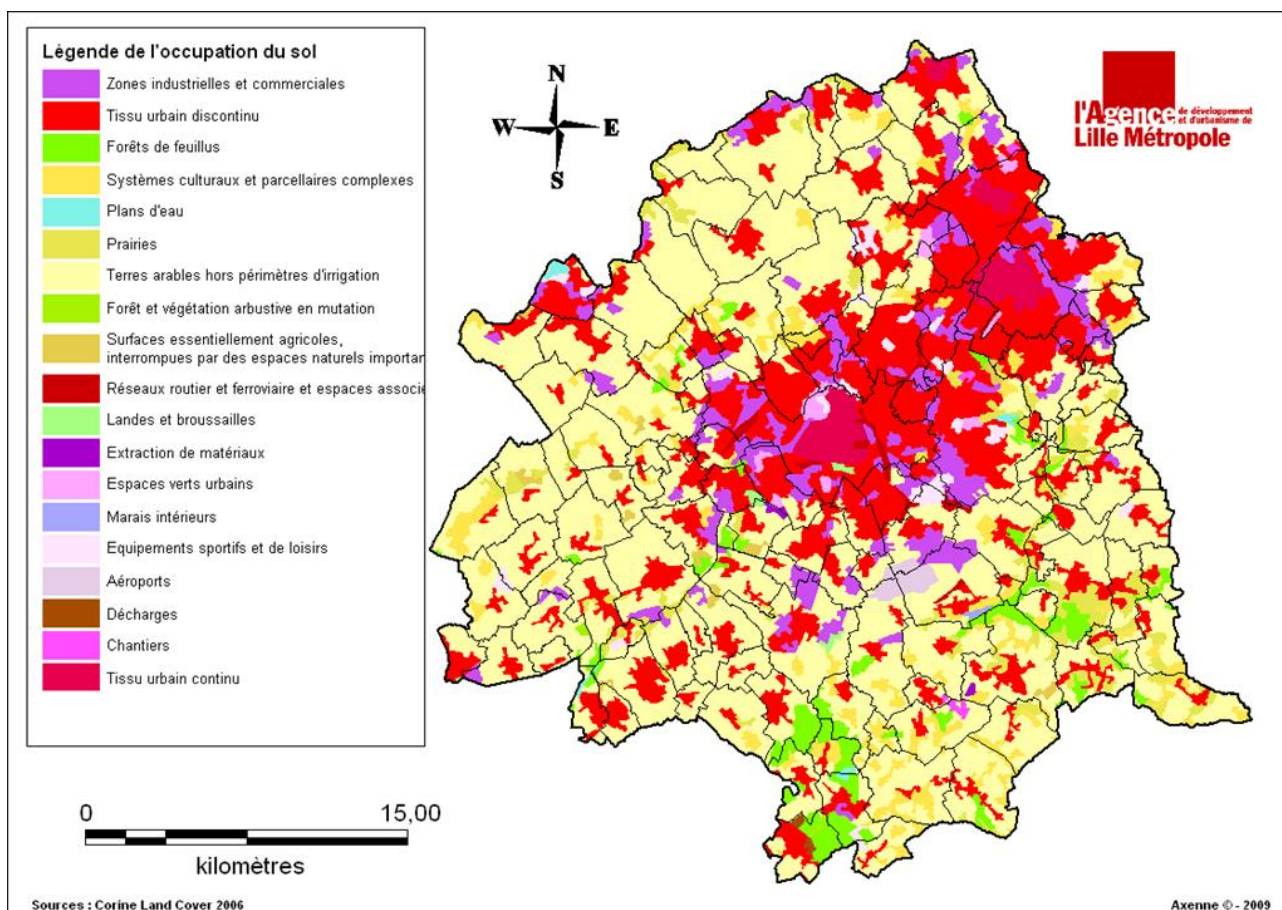 Légende de l'occupation du sol
Zones industrielles et commerciales
Tissu urbain discontinu
Forêts de feuillus
Systèmes culturaux et parcellaires complexes
Plans d'eau
Prairies
Terres arables hors périmètres d'irrigation
Forêt et végétation arbustive en mutation
Surfaces essentiellement agricoles,
interrompues par des espaces naturels importan
Réseaux routier et ferroviaire et espaces associé
Landes et broussailles
Extraction de matériaux
Espaces verts urbains
Marais intérieurs
Equipements sportifs et de loisirs
Aéroports
Décharges
Chantiers
Tissu urbain continu
N
W E
S
l'Agence de développement
et d'urbanisme de
Lille Métropole
0 15,00
kilomètres
Sources : Corine Land Cover 2006
Axenne © - 2009